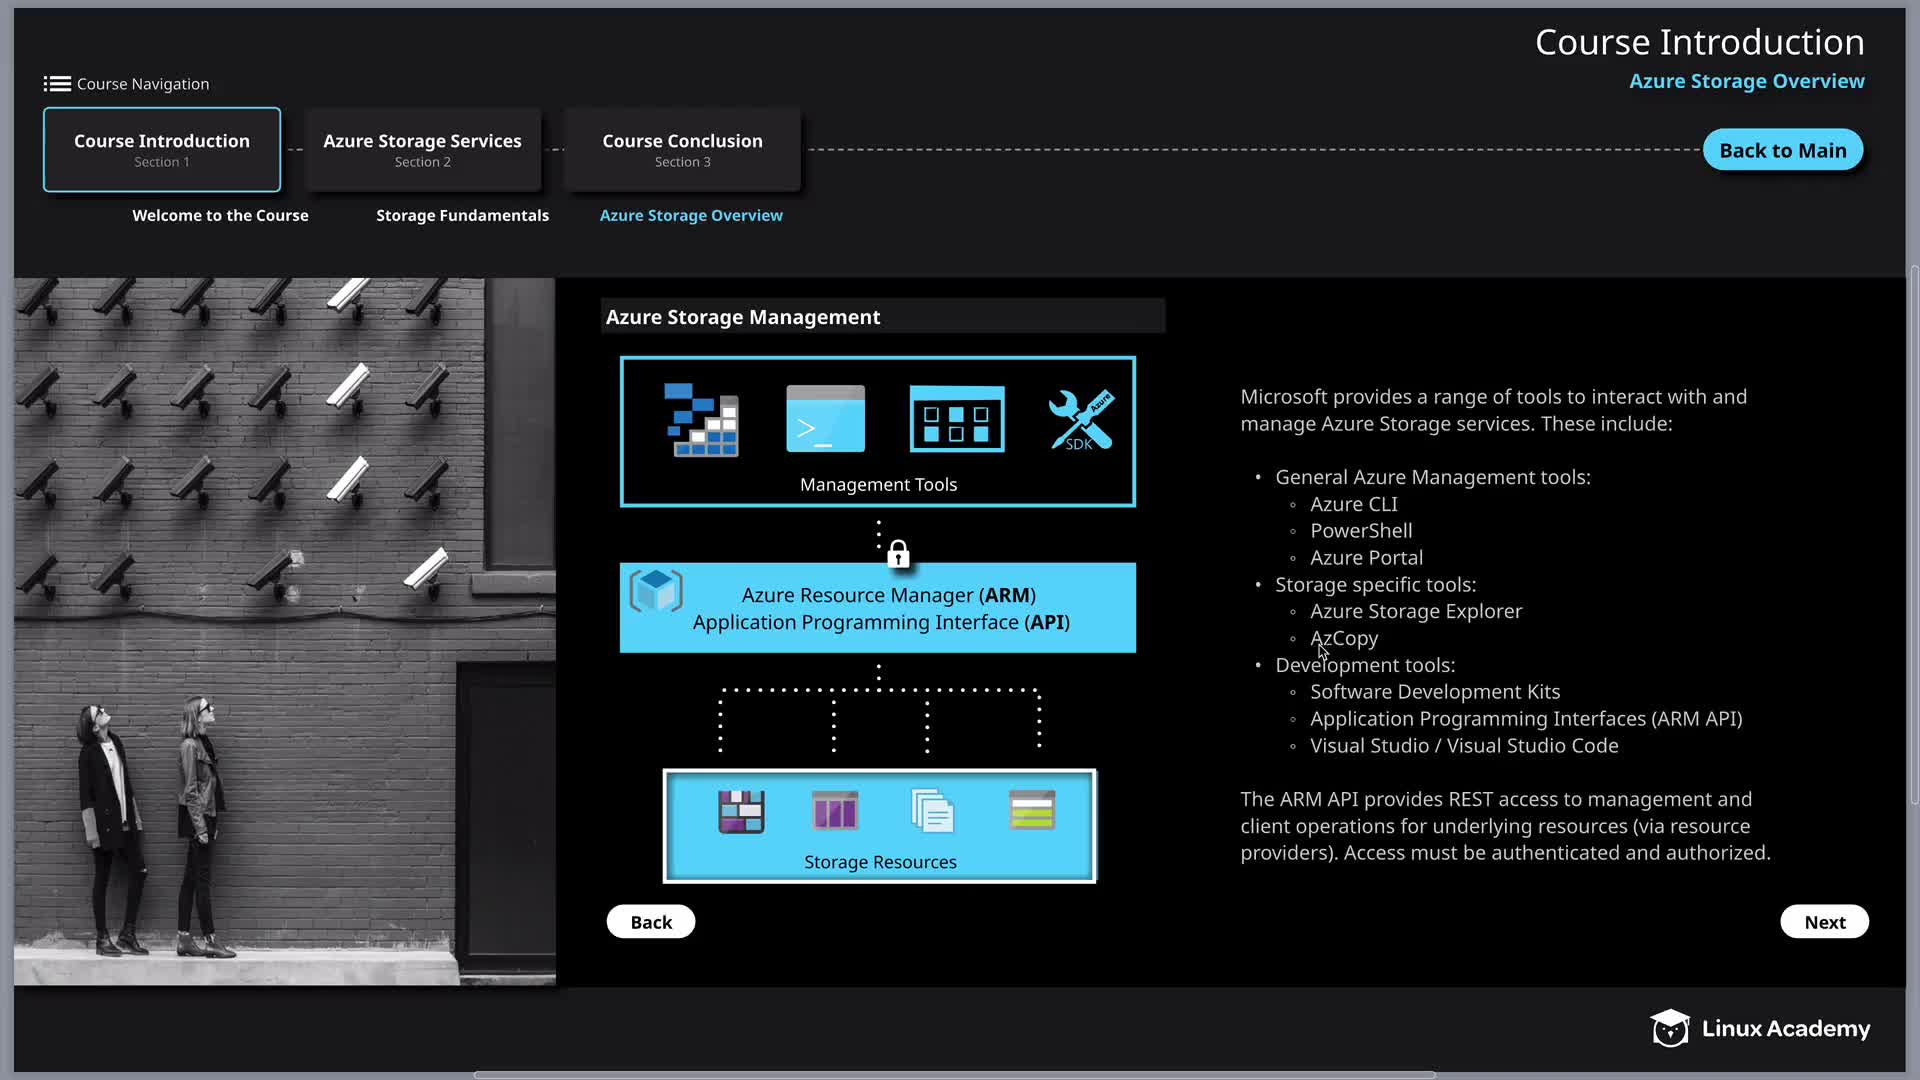 Course Introduction
Azure Storage Overview
Course Navigation
Course Introduction
Section 1
Azure Storage Services
Section 2
Course Conclusion
Section 3
Back to Main
Welcome to the Course
Storage Fundamentals
Azure Storage Overview
Azure Storage Management
>_
Azure
SDK
Management Tools
Azure Resource Manager (ARM)
Application Programming Interface (API)
Storage Resources
Microsoft provides a range of tools to interact with and
manage Azure Storage services. These include:
• General Azure Management tools:
◦ Azure CLI
◦ PowerShell
◦ Azure Portal
• Storage specific tools:
◦ Azure Storage Explorer
◦ AzCopy
• Development tools:
◦ Software Development Kits
◦ Application Programming Interfaces (ARM API)
◦ Visual Studio / Visual Studio Code
The ARM API provides REST access to management and
client operations for underlying resources (via resource
providers). Access must be authenticated and authorized.
Back
Next
Linux Academy